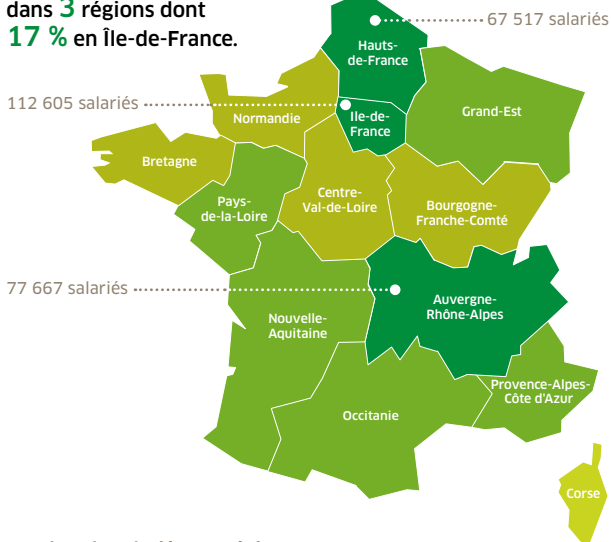 dans 3 régions dont
17 % en Île-de-France.
67 517 salariés
Hauts-
de-France
112 605 salariés
Normandie
Ile-de-
France
Grand-Est
Bretagne
Pays-
de-la-Loire
Centre-
Val-de-Loire
Bourgogne-
Franche-Comté
77 667 salariés
Auvergne-
Rhône-Alpes
Nouvelle-
Aquitaine
Provence-Alpes-
Côte d'Azur
Occitanie
Corse